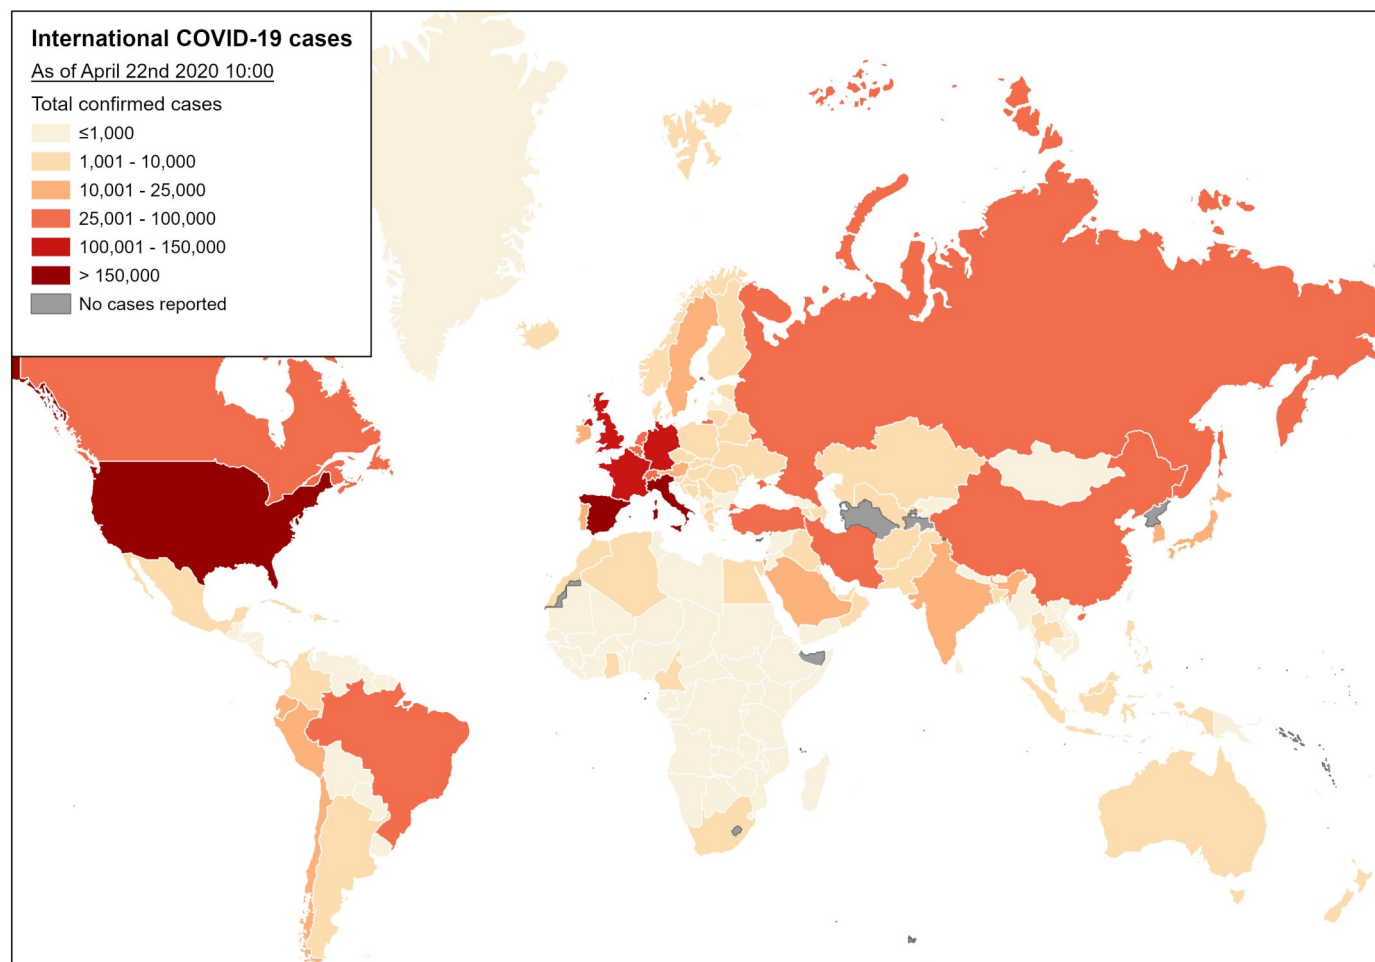 International COVID-19 cases
As of April 22nd 2020 10:00
Total confirmed cases
≤1,000
1,001 - 10,000
10,001 - 25,000
25,001 - 100,000
100,001 - 150,000
> 150,000
No cases reported